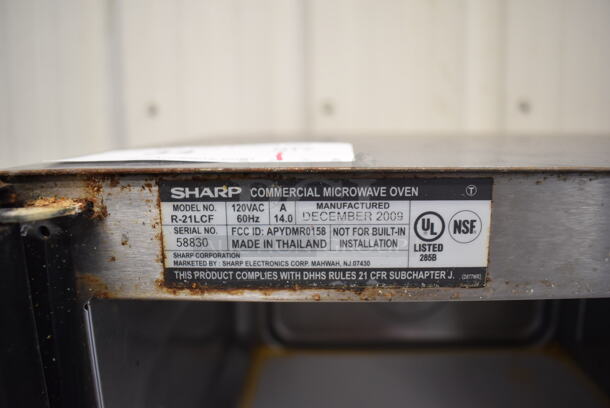 SHARP COMMERCIAL MICROWAVE OVEN T
MODEL NO. 120VAC A MANUFACTURED
R-21LCF 60Hz 14.0 DECEMBER 2009
SERIAL NO. FCC ID: APYDMR015B NOT FOR BUILT-IN
58830 MADE IN THAILAND INSTALLATION
UL NSF
LISTED
285B
SHARP CORPORATION
MARKETED BY : SHARP ELECTRONICS CORP. MAHWAH, NJ.07430
THIS PRODUCT COMPLIES WITH DHHS RULES 21 CFR SUBCHAPTER J.